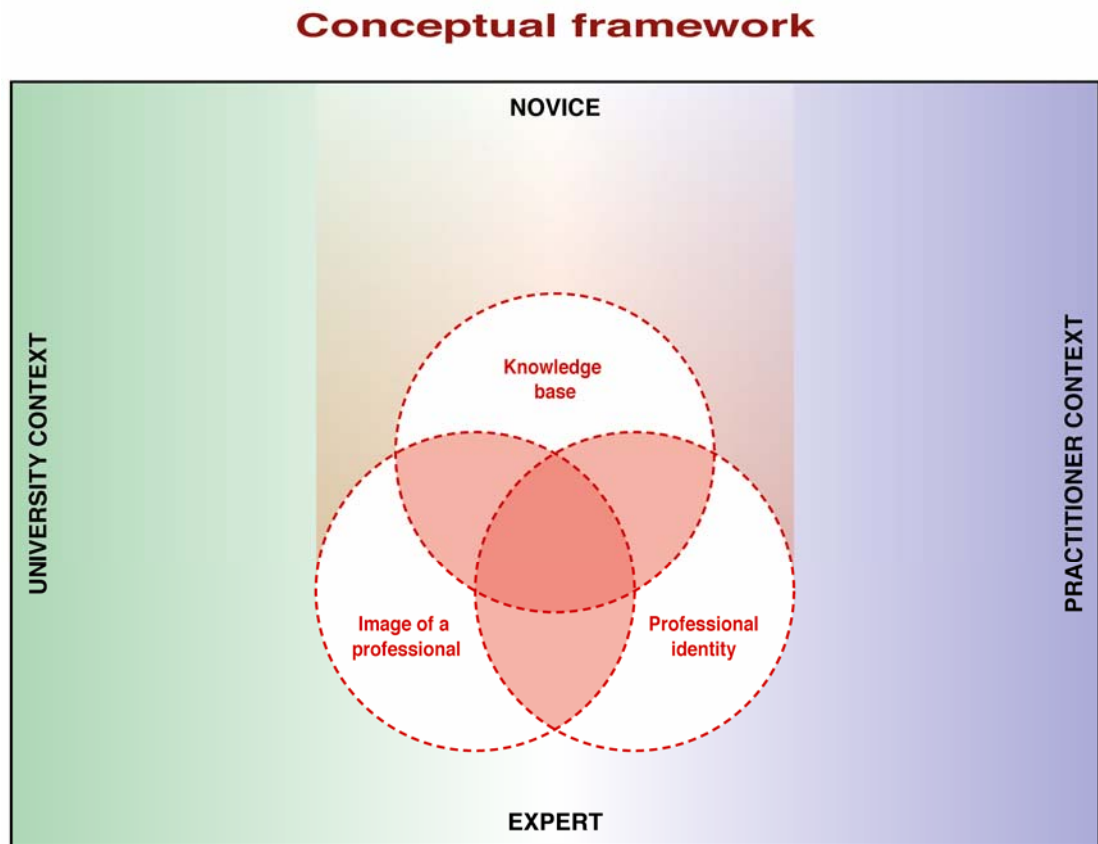 Conceptual framework
NOVICE
UNIVERSITY CONTEXT
PRACTITIONER CONTEXT
Knowledge
base
Image of a
professional
Professional
identity
EXPERT